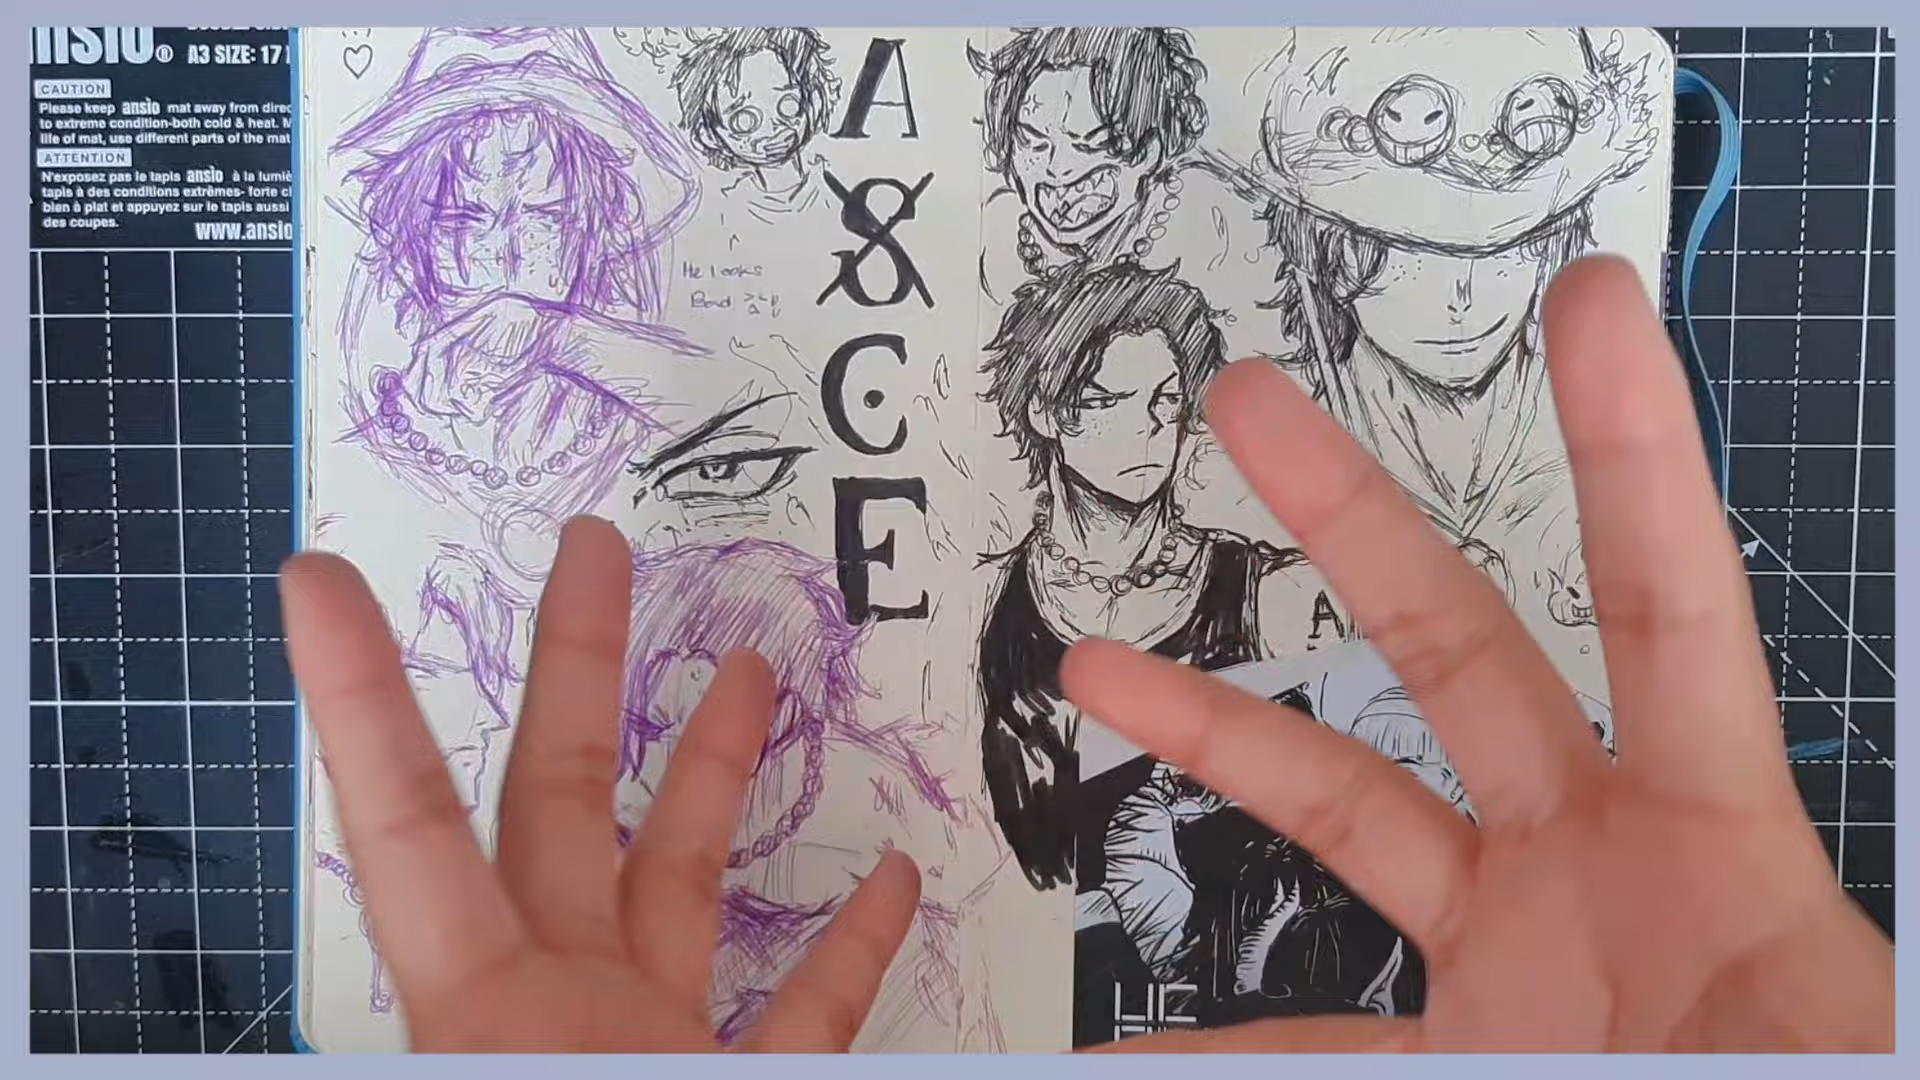 ansio® A3 SIZE: 17
CAUTION
Please keep ansio mat away from direc
to extreme condition-both cold & heat. M
life of mat, use different parts of the mat
ATTENTION
N'exposez pas le tapis ansio à la lumiè
tapis à des conditions extrêmes- forte ch
bien à plat et appuyez sur le tapis aussi
des coupes.
www.ansio
A
S
C
E
He looks
Bad
A